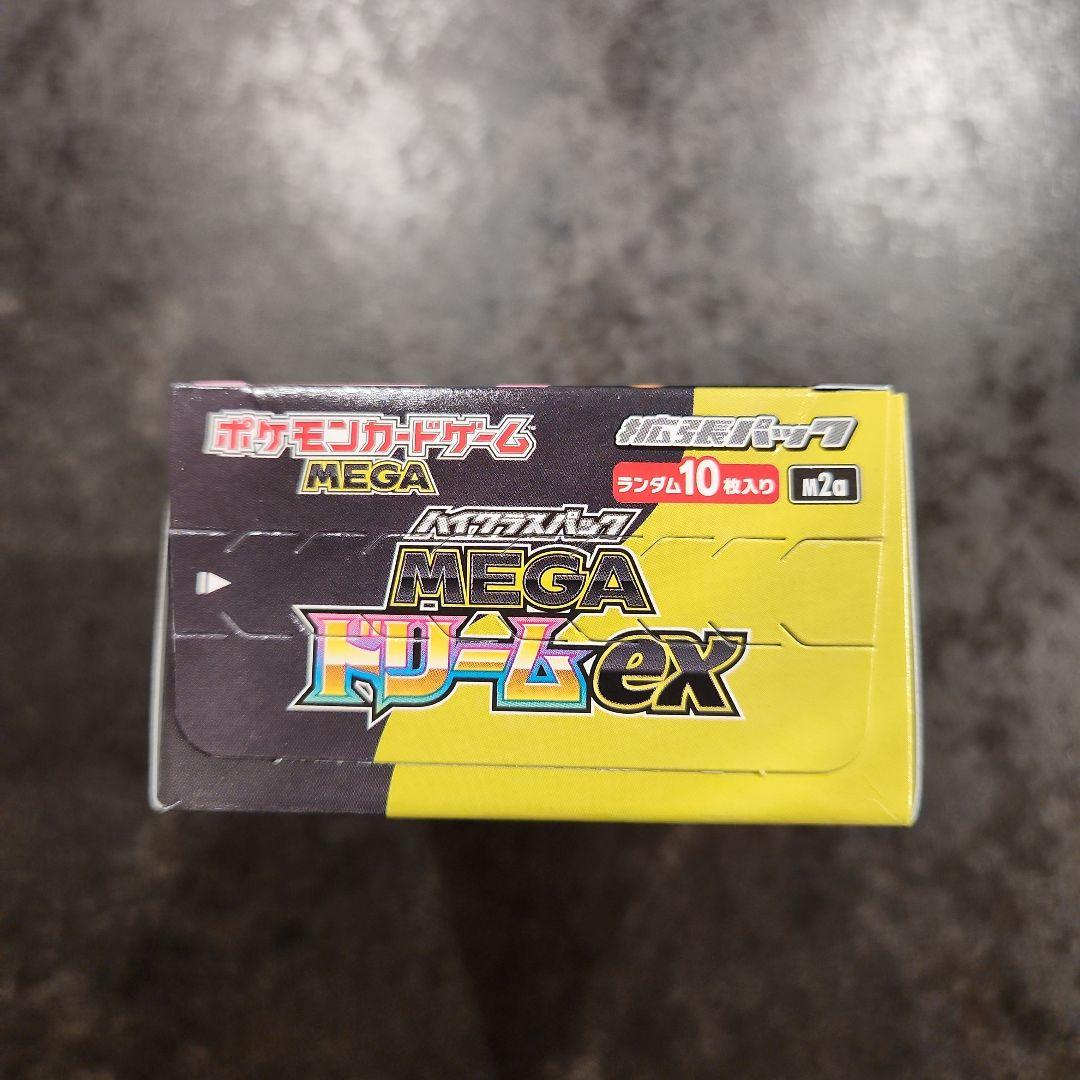 ポケモンカードゲーム
MEGA
拡張パック
ランダム10枚入り
M2a
ハイクラスパック
MEGA
ドリームex